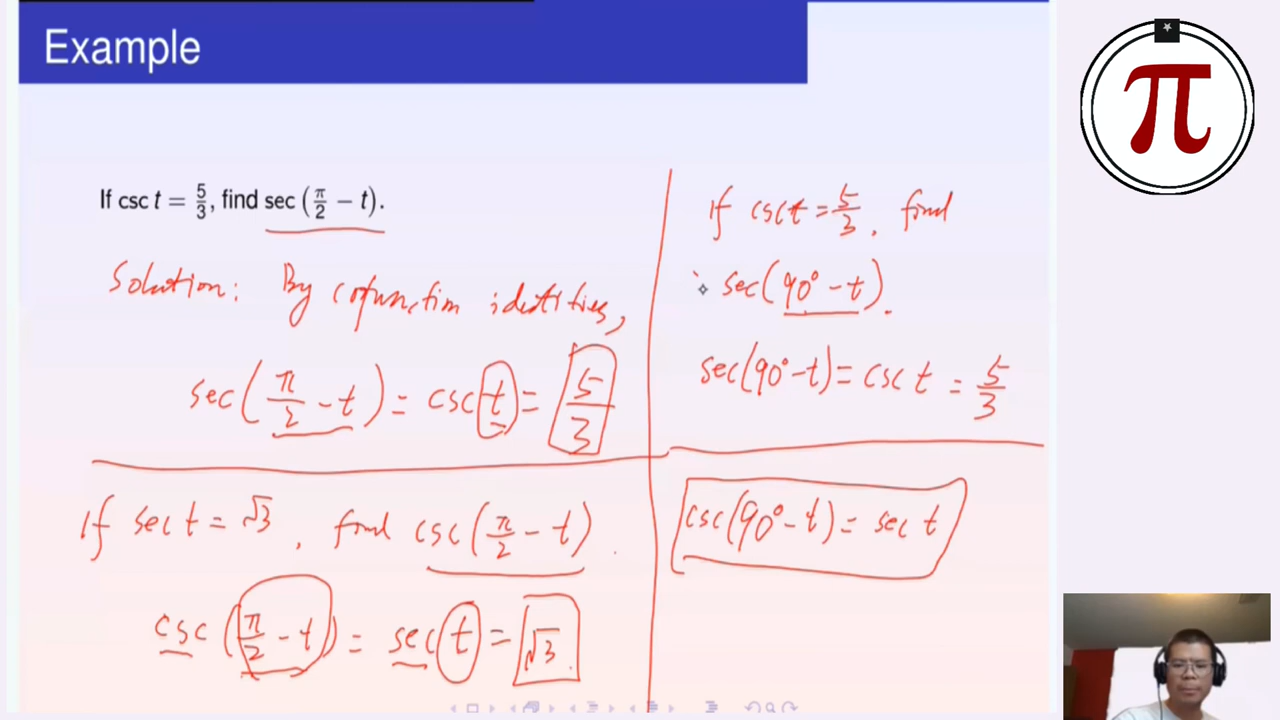 Example
If csc t = 5/3, find sec (π/2 − t).
Solution: By cofunction identities,
sec(π/2 − t) = csc t = 5/3
If sec t = √3, find csc(π/2 − t).
csc(π/2 − t) = sec t = √3.
If csc t = 5/3, find
sec(90° − t).
sec(90° − t) = csc t = 5/3
csc(90° − t) = sec t
π